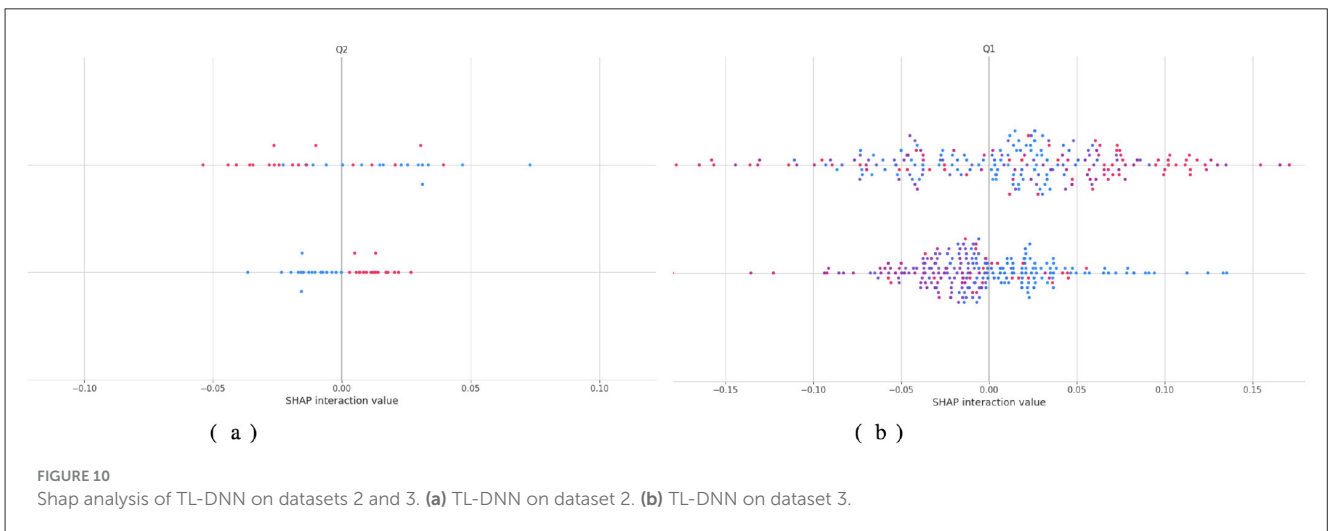 Q2
−0.10 −0.05 0.00 0.05 0.10
SHAP interaction value
( a )
Q1
−0.15 −0.10 −0.05 0.00 0.05 0.10 0.15
SHAP interaction value
( b )
FIGURE 10
Shap analysis of TL-DNN on datasets 2 and 3. (a) TL-DNN on dataset 2. (b) TL-DNN on dataset 3.